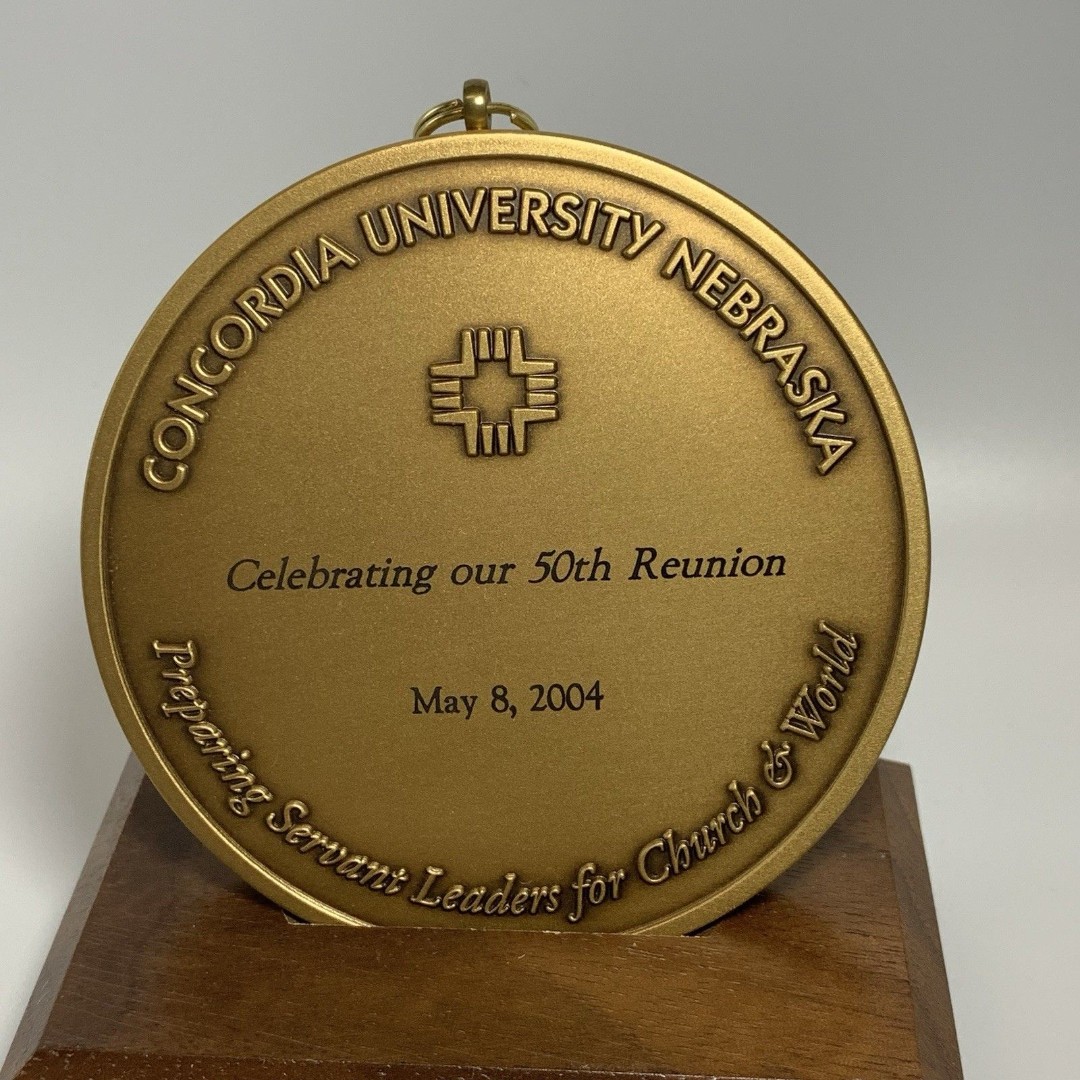 CONCORDIA UNIVERSITY NEBRASKA
Celebrating our 50th Reunion
May 8, 2004
Preparing Servant Leaders for Church & World